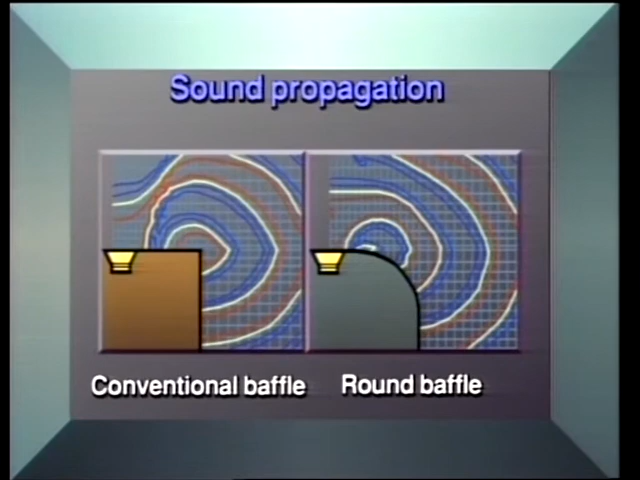 Sound propagation
Conventional baffle
Round baffle